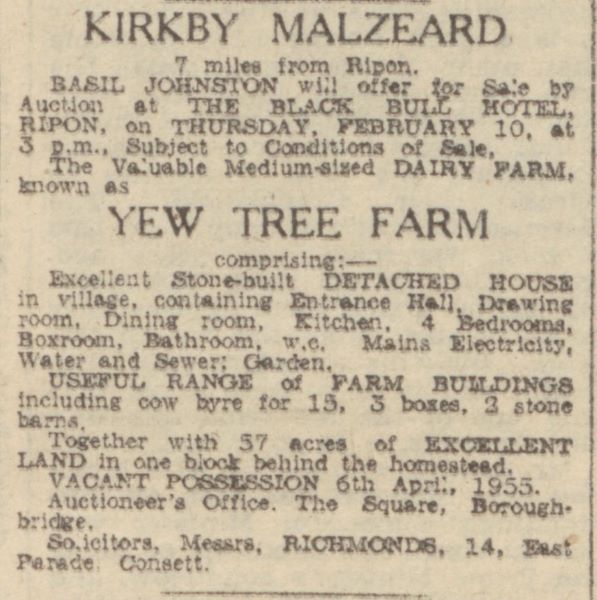 KIRKBY MALZEARD
7 miles from Ripon.
BASIL JOHNSTON will offer for Sale by
Auction at THE BLACK BULL HOTEL,
RIPON, on THURSDAY, FEBRUARY 10, at
3 p.m., Subject to Conditions of Sale,
The Valuable Medium-sized DAIRY FARM,
known as
YEW TREE FARM
comprising:—
Excellent Stone-built DETACHED HOUSE
in village, containing Entrance Hall, Drawing
room, Dining room, Kitchen, 4 Bedrooms,
Boxroom, Bathroom, w.c. Mains Electricity,
Water and Sewer; Garden.
USEFUL RANGE of FARM BUILDINGS
including cow byre for 15, 3 boxes, 2 stone
barns.
Together with 57 acres of EXCELLENT
LAND in one block behind the homestead.
VACANT POSSESSION 6th April, 1955.
Auctioneer's Office. The Square, Borough-
bridge.
Solicitors, Messrs, RICHMONDS, 14, East
Parade, Consett.